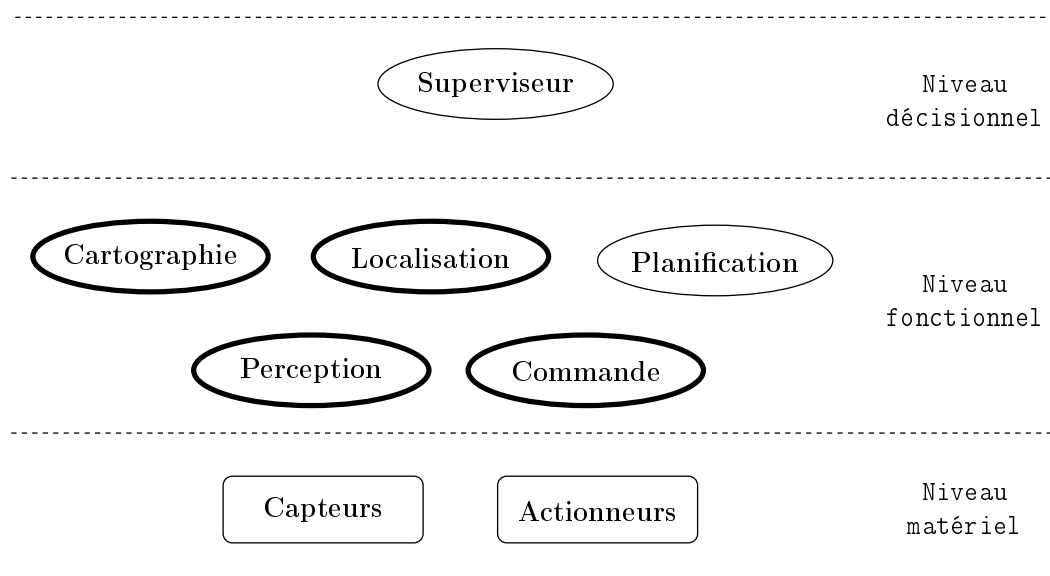 Superviseur
Niveau
décisionnel
Cartographie
Localisation
Planification
Niveau
fonctionnel
Perception
Commande
Capteurs
Actionneurs
Niveau
matériel